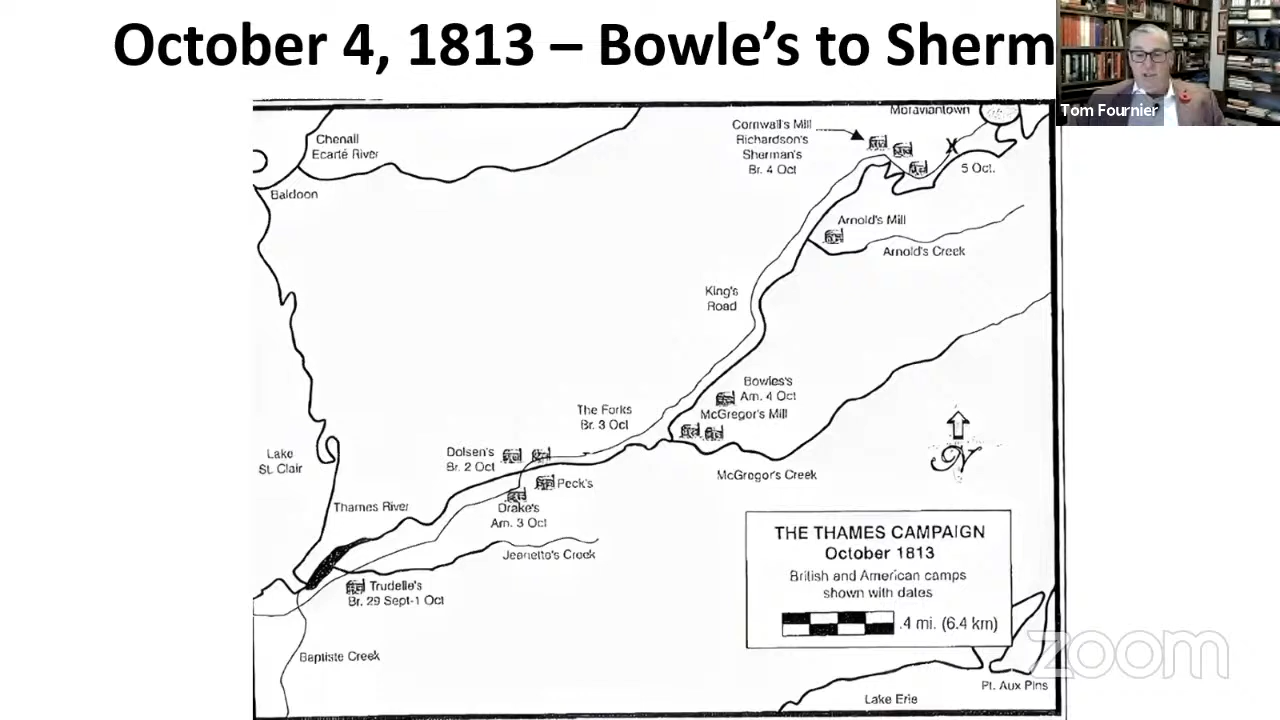 October 4, 1813 – Bowle's to Sherm
Tom Fournier
Chenall
Ecarté River
Baldoon
Cornwall's Mill
Richardson's
Sherman's
Br. 4 Oct
Moraviantown
X
5 Oct.
Arnold's Mill
Arnold's Creek
King's
Road
Bowles's
Am. 4 Oct
McGregor's Mill
The Forks
Br. 3 Oct
McGregor's Creek
Dolsen's
Br. 2 Oct
Lake
St. Clair
Peck's
Drake's
Am. 3 Oct
Thames River
Jeanette's Creek
Trudelle's
Br. 29 Sept-1 Oct
Baptiste Creek
N
THE THAMES CAMPAIGN
October 1813
British and American camps
shown with dates
.4 mi. (6.4 km)
Pt. Aux Pins
Lake Erie
zoom